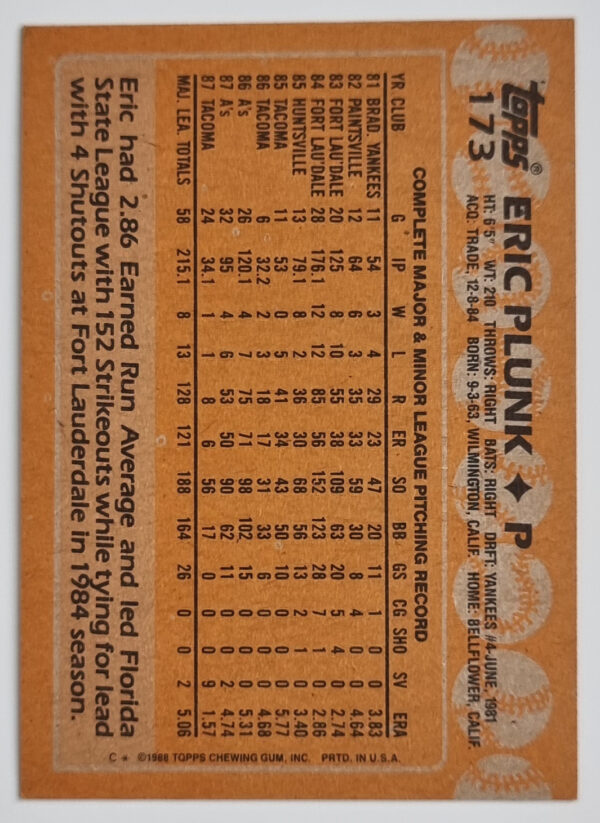 topps®
173
ERIC PLUNK ♦ P
HT: 6'5" WT: 210 THROWS: RIGHT BATS: RIGHT DRFT: YANKEES #4-JUNE, 1981
ACQ: TRADE, 12-8-84 BORN: 9-3-63, WILMINGTON, CALIF. HOME: BELLFLOWER, CALIF.
COMPLETE MAJOR & MINOR LEAGUE PITCHING RECORD
YR CLUB G IP W L R ER SO BB GS CG SHO SV ERA
81 BRAD. YANKEES 11 54 3 4 29 23 47 20 11 1 0 0 3.83
82 PAINTSVILLE 12 64 6 3 35 33 59 30 8 4 0 0 4.64
83 FORT LAU'DALE 20 125 8 10 55 38 109 63 20 5 4 0 2.74
84 FORT LAU'DALE 28 176.1 12 12 85 56 152 123 28 7 1 0 2.86
85 HUNTSVILLE 13 79.1 8 2 36 30 68 56 13 2 1 0 3.40
85 TACOMA 11 53 0 5 41 34 43 50 10 0 0 0 5.77
86 TACOMA 6 32.2 2 3 18 17 31 33 6 0 0 0 4.68
86 A's 26 120.1 4 7 75 71 98 102 15 0 0 0 5.31
87 A's 32 95 4 6 53 50 90 62 11 0 0 2 4.74
87 TACOMA 24 34.1 1 1 8 6 56 17 0 0 0 9 1.57
MAJ. LEA. TOTALS 58 215.1 8 13 128 121 188 164 26 0 0 2 5.06
Eric had 2.86 Earned Run Average and led Florida
State League with 152 Strikeouts while tying for lead
with 4 Shutouts at Fort Lauderdale in 1984 season.
C * ©1988 TOPPS CHEWING GUM, INC. PRTD. IN U.S.A.